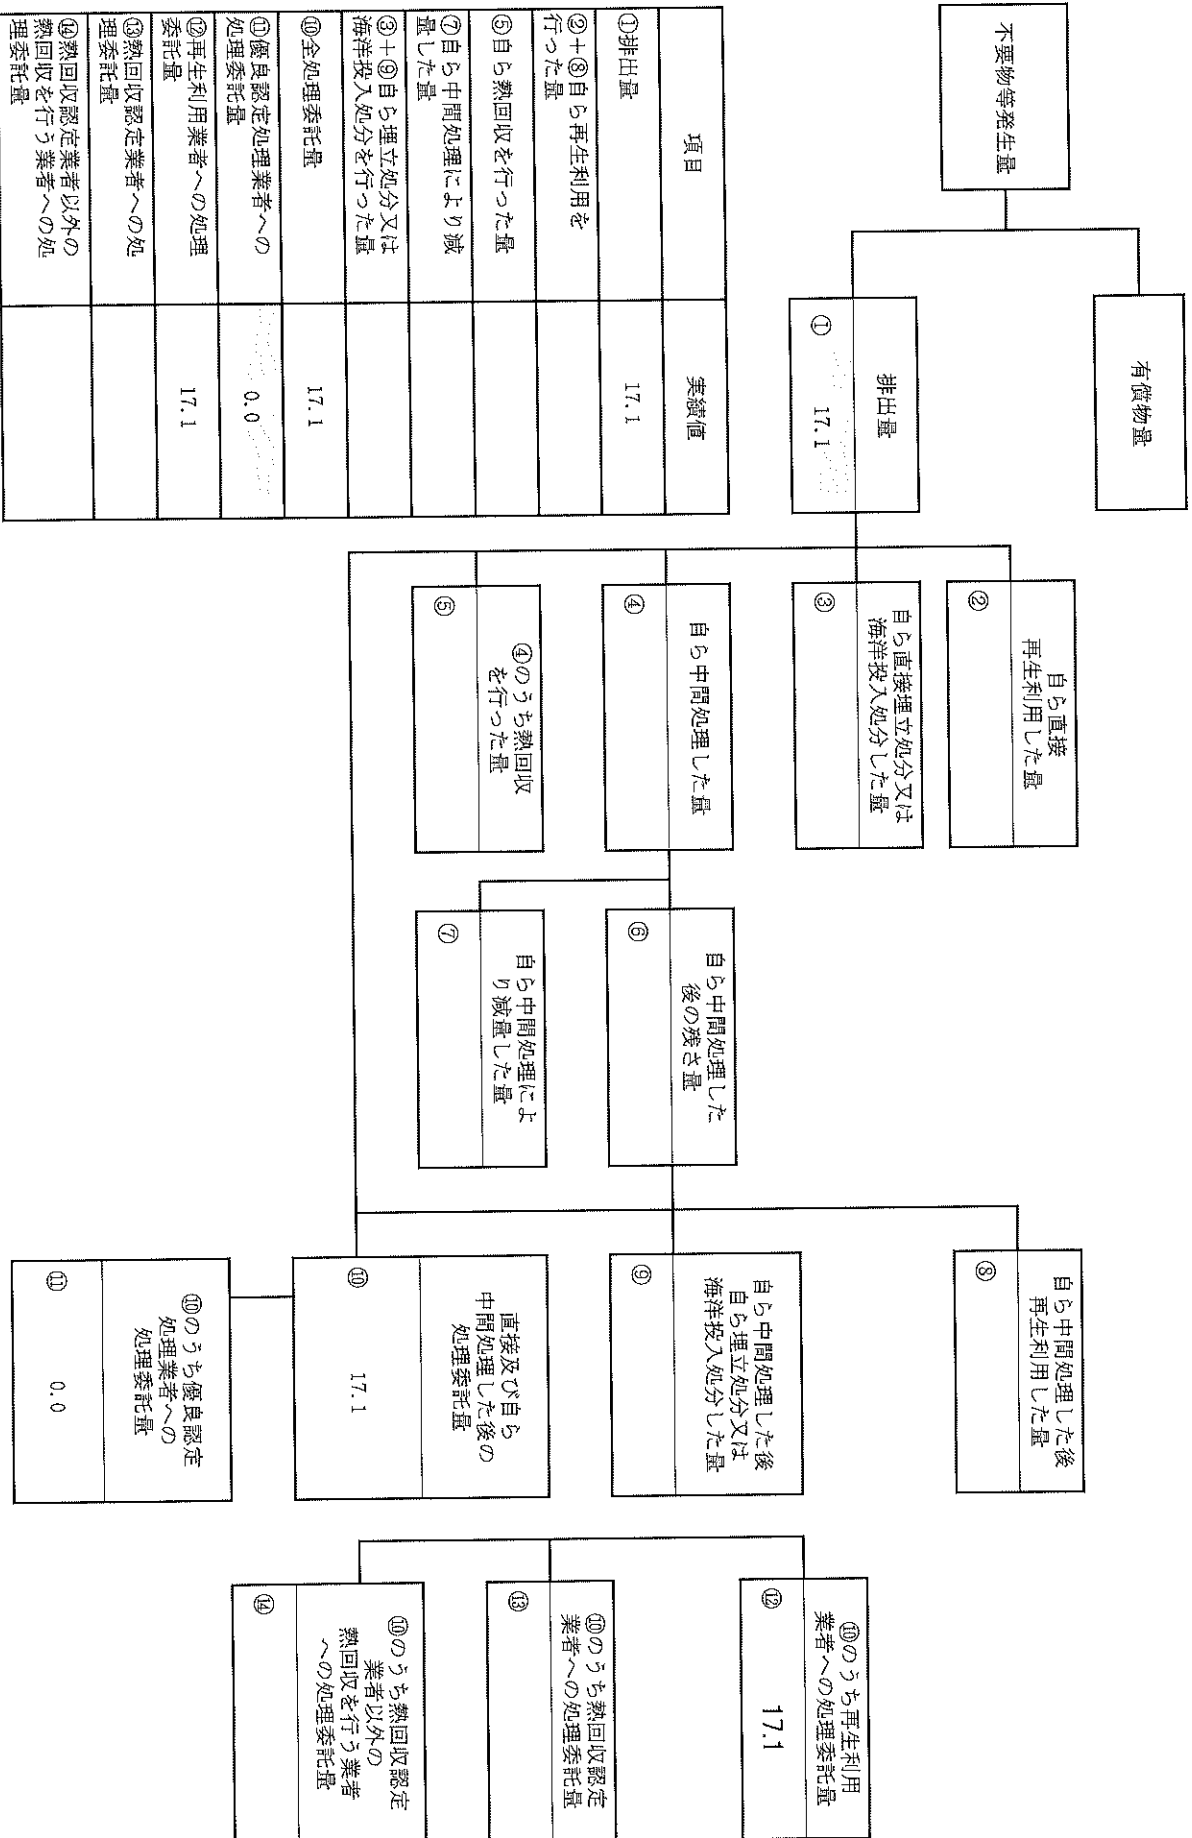 不要物等発生量
有償物量
排出量
① 17.1
自ら直接
再生利用した量
②
自ら直接埋立処分又は
海洋投入処分した量
③
自ら中間処理した量
④
④のうち熱回収
を行った量
⑤
自ら中間処理した
後の残さ量
⑥
自ら中間処理によ
り減量した量
⑦
自ら中間処理した後
再生利用した量
⑧
自ら中間処理した後
自ら埋立処分又は
海洋投入処分した量
⑨
直接及び自ら
中間処理した後の
処理委託量
⑩ 17.1
⑩のうち優良認定
処理業者への
処理委託量
⑪ 0.0
⑩のうち再生利用
業者への処理委託量
⑫ 17.1
⑩のうち熱回収認定
業者への処理委託量
⑬
⑩のうち熱回収認定
業者以外の
熱回収を行う業者
への処理委託量
⑭
項目 実績値
①排出量 17.1
②+⑧自ら再生利用を
行った量
⑤自ら熱回収を行った量
⑦自ら中間処理により減
量した量
③+⑨自ら埋立処分又は
海洋投入処分を行った量
⑩全処理委託量 17.1
⑪優良認定処理業者への
処理委託量 0.0
⑫再生利用業者への処理
委託量 17.1
⑬熱回収認定業者への処
理委託量
⑭熱回収認定業者以外の
熱回収を行う業者への処
理委託量